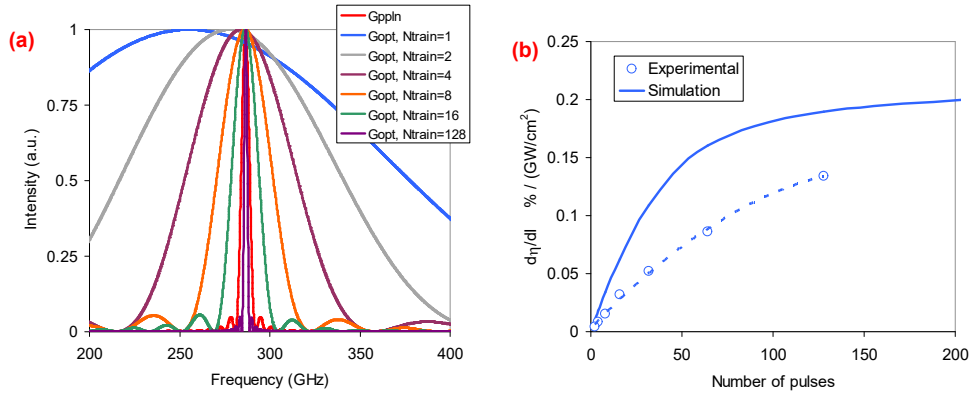 (a)
Gppln
Gopt, Ntrain=1
Gopt, Ntrain=2
Gopt, Ntrain=4
Gopt, Ntrain=8
Gopt, Ntrain=16
Gopt, Ntrain=128
Intensity (a.u.)
1
0.75
0.5
0.25
0
200 250 300 350 400
Frequency (GHz)
(b)
Experimental
Simulation
dη/dI % / (GW/cm²)
0.25
0.2
0.15
0.1
0.05
0
0 50 100 150 200
Number of pulses